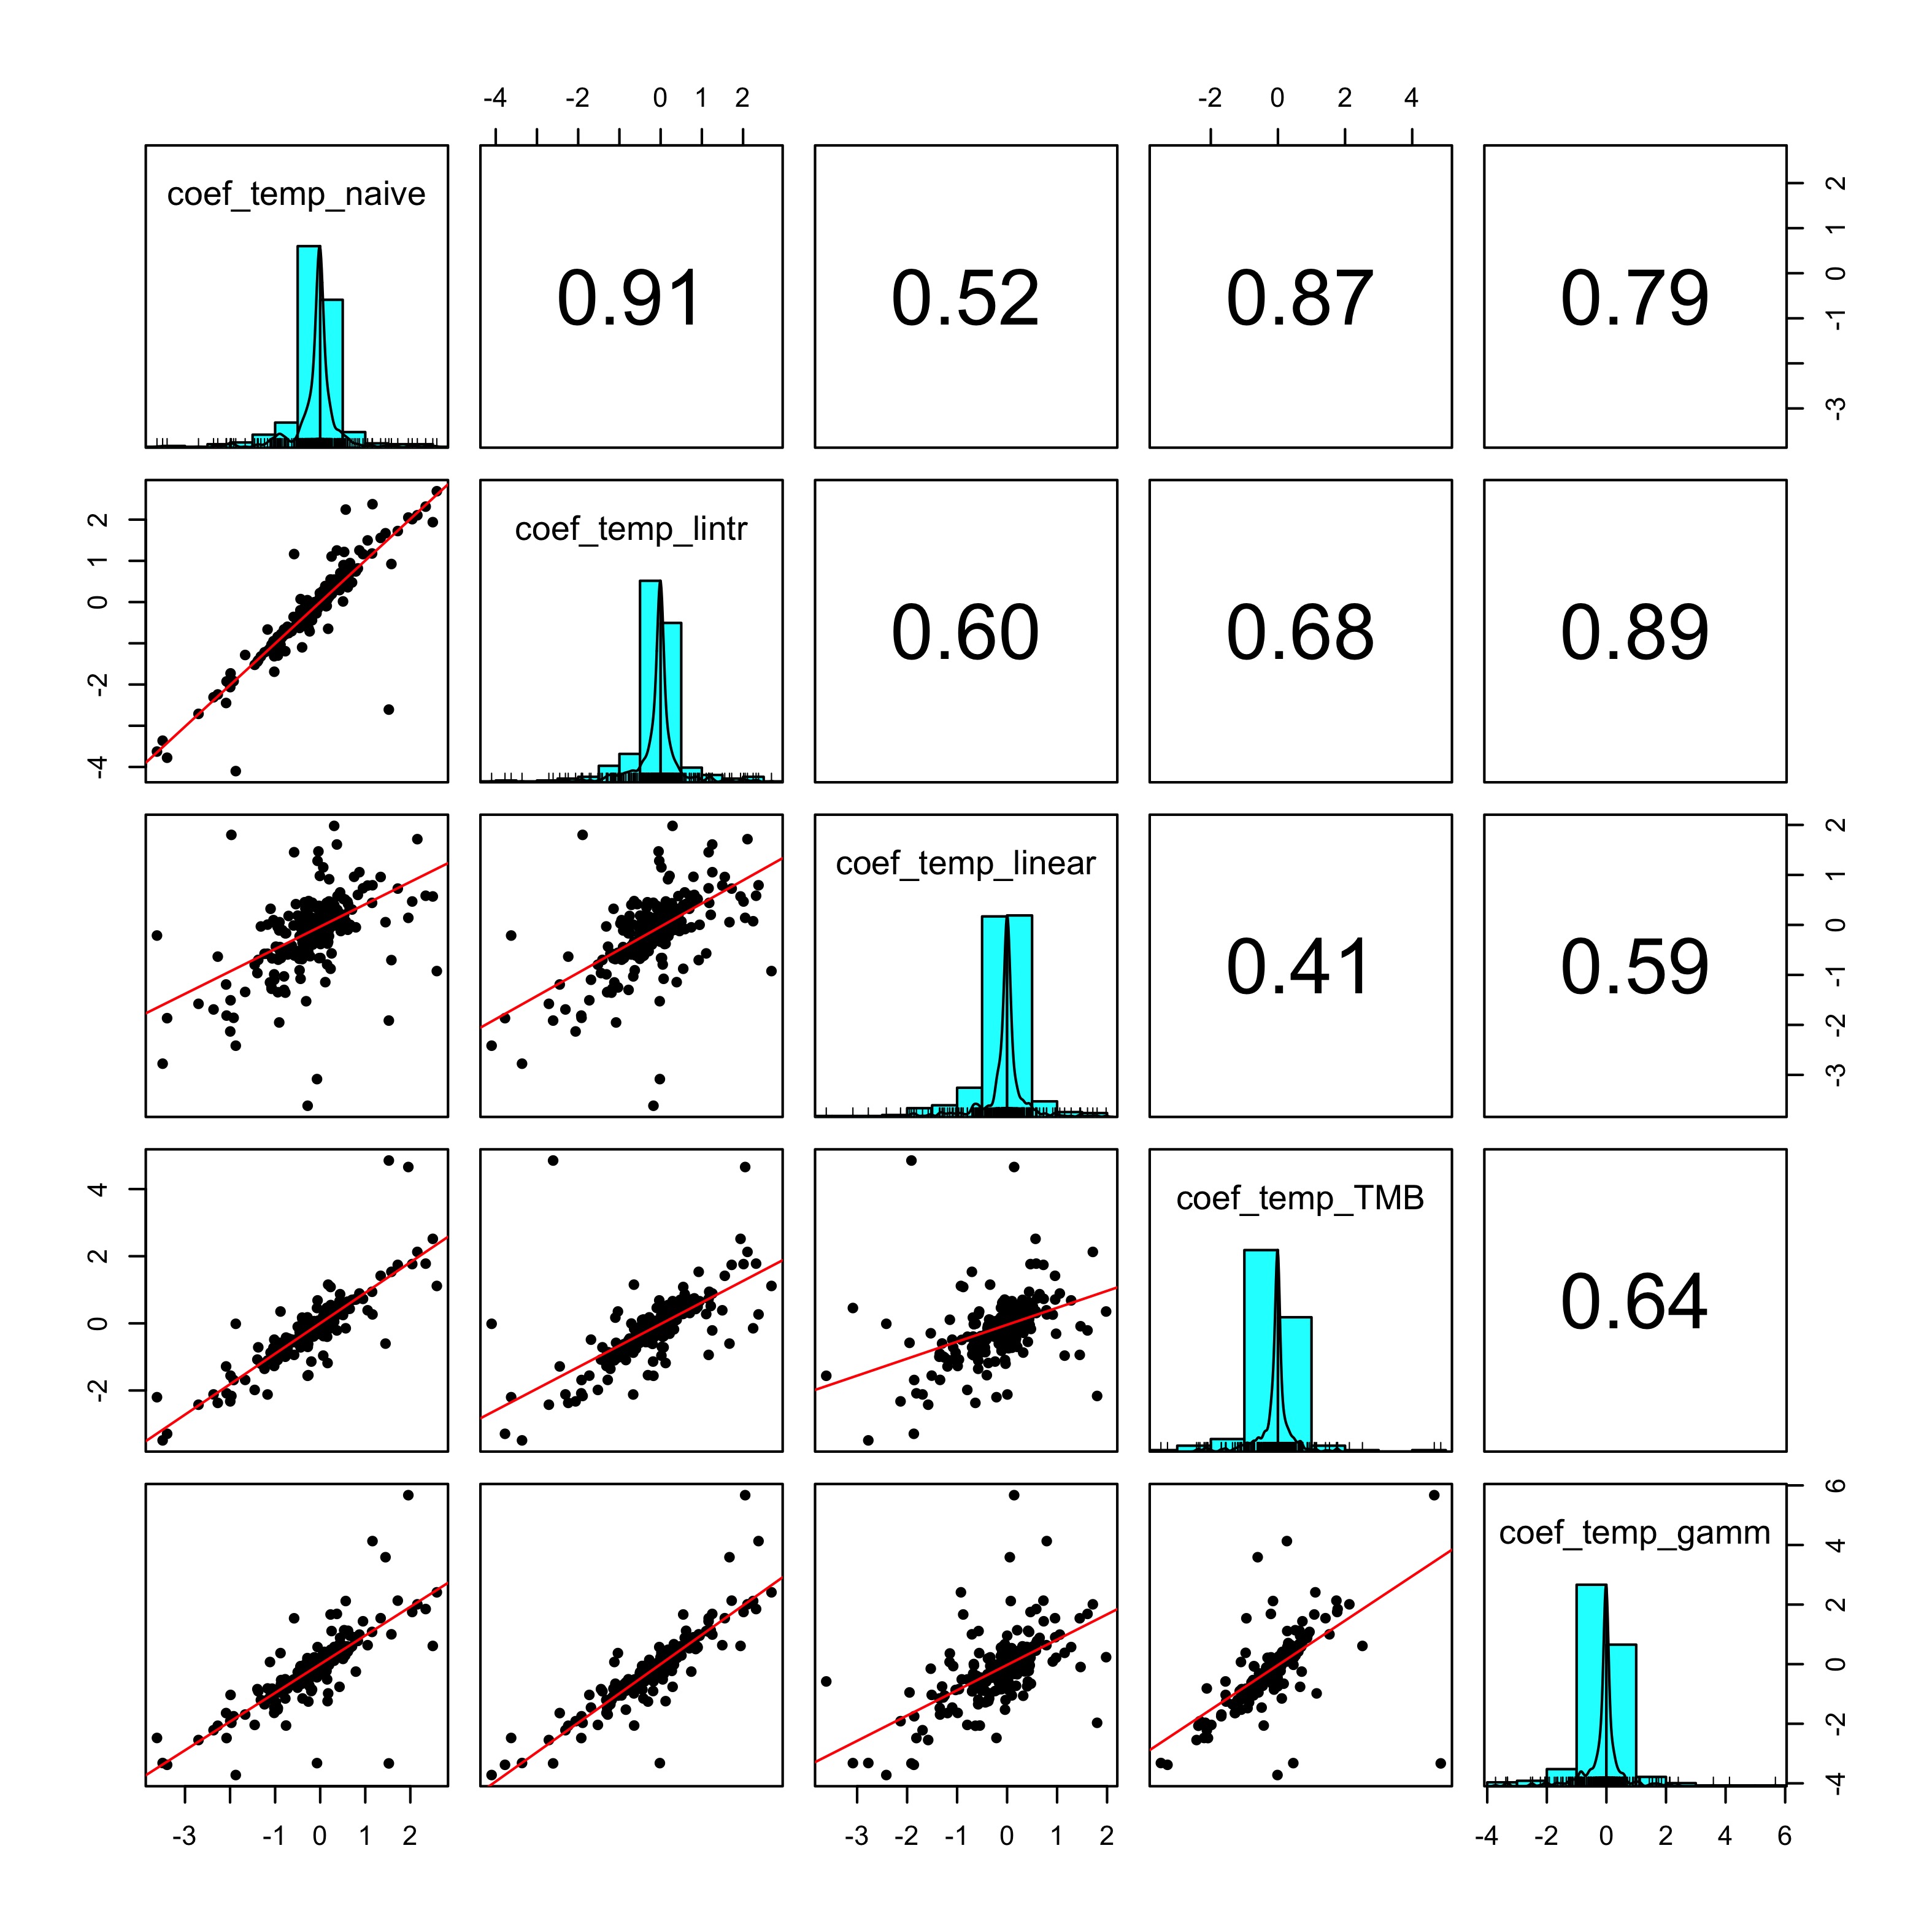 -4 -2 0 1 2 -2 0 2 4
coef_temp_naive 0.91 0.52 0.87 0.79
2 1 0 -1 -3
coef_temp_lintr 0.60 0.68 0.89
2 1 0 -2 -4
coef_temp_linear 0.41 0.59
2 1 0 -1 -2 -3
coef_temp_TMB 0.64
4 2 0 -2
coef_temp_gamm
6 4 2 0 -2 -4
-3 -1 0 1 2 -3 -2 -1 0 1 2 -4 -2 0 2 4 6